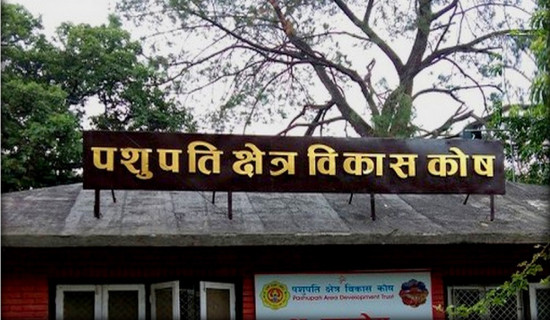 पशुपति क्षेत्र विकास कोष
पशुपति क्षेत्र विकास कोष
Pashupati Area Development Trust